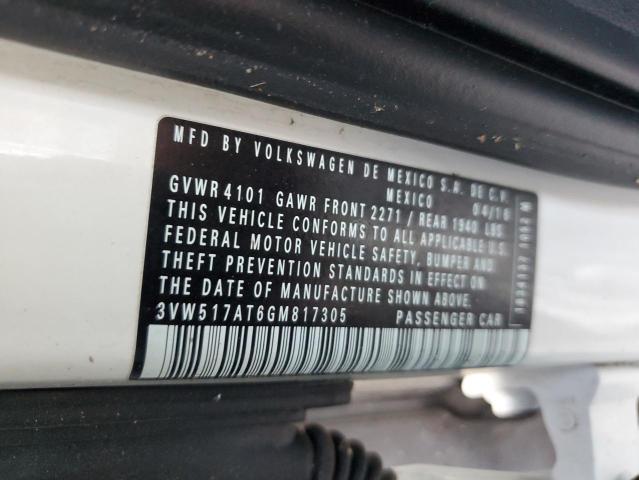 MFD BY VOLKSWAGEN DE MEXICO S.A. DE C.V.
MEXICO 04/16
GVWR 4101 GAWR FRONT 2271 / REAR 1940 LBS
THIS VEHICLE CONFORMS TO ALL APPLICABLE U.S.
FEDERAL MOTOR VEHICLE SAFETY, BUMPER AND
THEFT PREVENTION STANDARDS IN EFFECT ON
THE DATE OF MANUFACTURE SHOWN ABOVE.
3VW517AT6GM817305 PASSENGER CAR